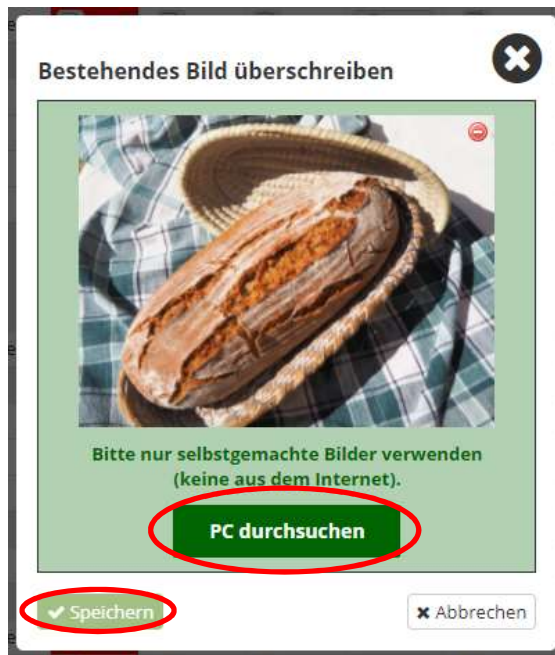 Bestehendes Bild überschreiben
Bitte nur selbstgemachte Bilder verwenden
(keine aus dem Internet).
PC durchsuchen
Speichern
Abbrechen